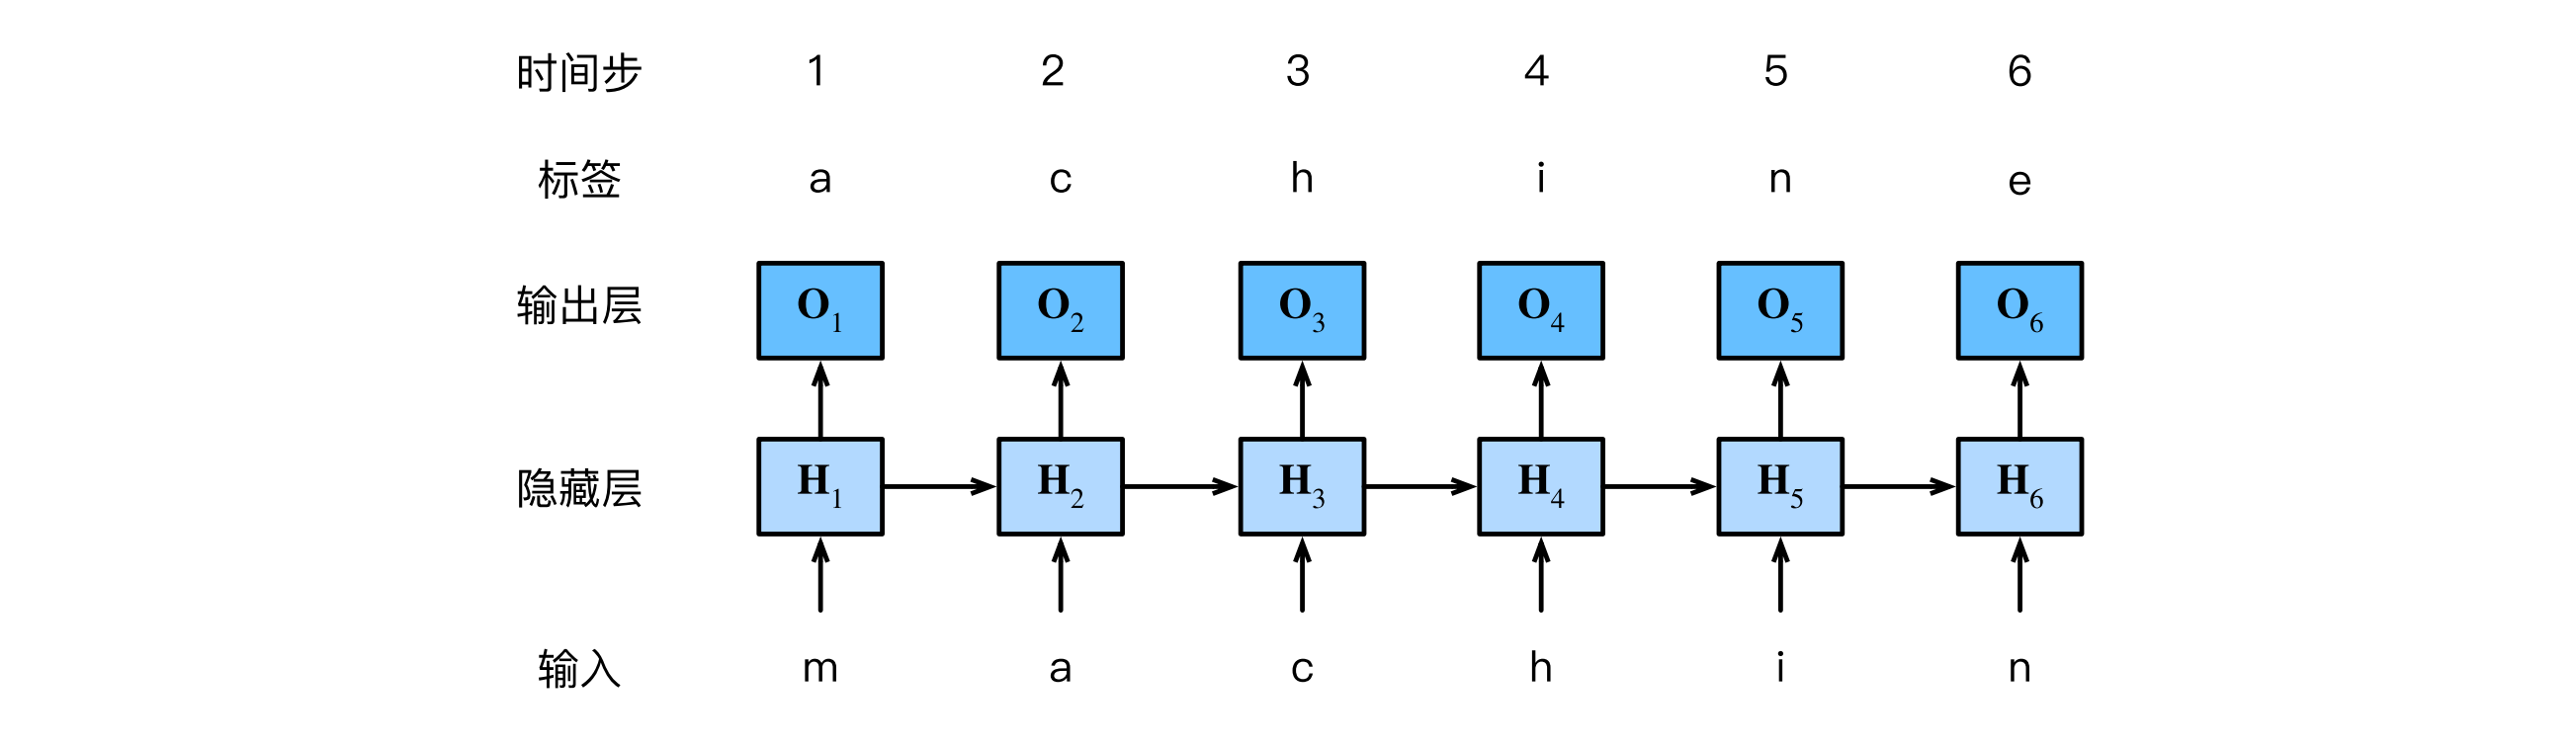 时间步 1 2 3 4 5 6
标签 a c h i n e
输出层 O1 O2 O3 O4 O5 O6
隐藏层 H1 H2 H3 H4 H5 H6
输入 m a c h i n